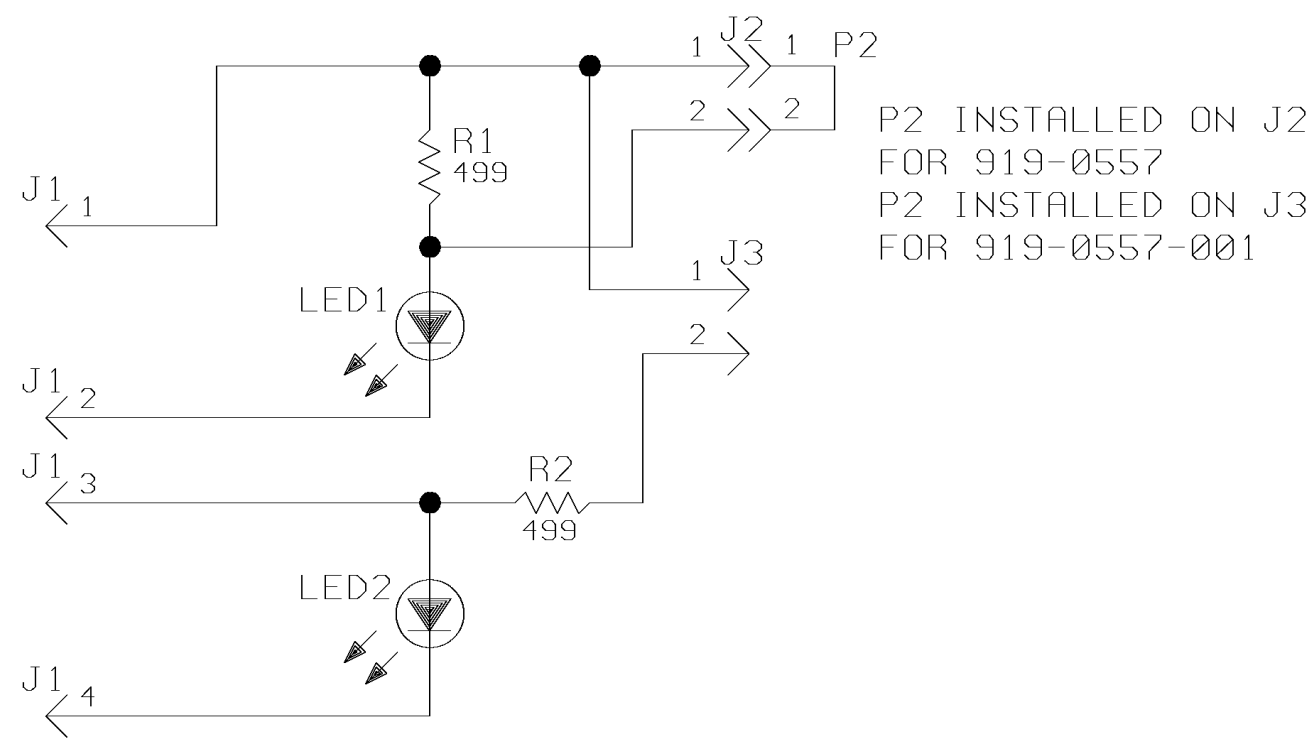 J2
1 1 P2
2 2
P2 INSTALLED ON J2
FOR 919-0557
P2 INSTALLED ON J3
FOR 919-0557-001
R1
499
J1 1
J3
1
2
LED1
J1 2
J1 3
R2
499
LED2
J1 4